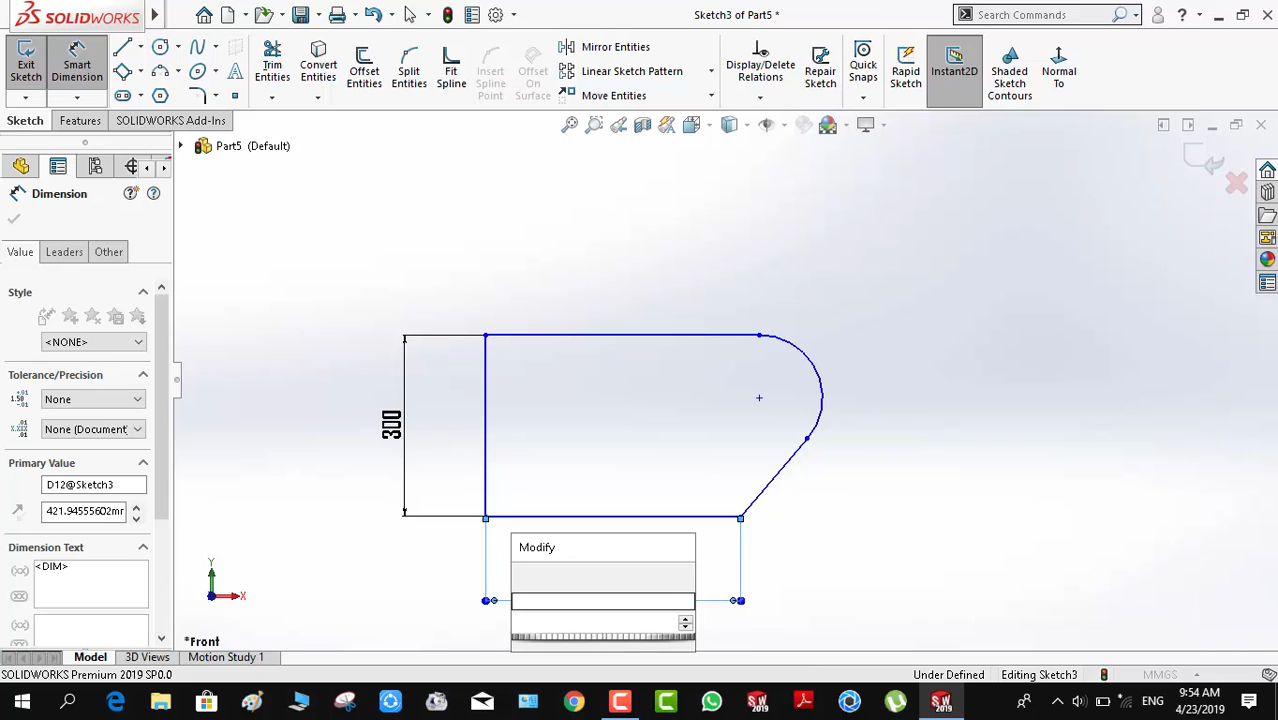 SOLIDWORKS
Sketch3 of Part5 *
Search Commands
Exit Sketch
Smart Dimension
Trim Entities
Convert Entities
Offset Entities
Split Entities
Fit Spline
Insert Spline Point
Offset On Surface
Mirror Entities
Linear Sketch Pattern
Move Entities
Display/Delete Relations
Repair Sketch
Quick Snaps
Rapid Sketch
Instant2D
Shaded Sketch Contours
Normal To
Sketch
Features
SOLIDWORKS Add-Ins
Part5 (Default)
Dimension
Value
Leaders
Other
Style
<NONE>
Tolerance/Precision
None
None (Document
Primary Value
D12@Sketch3
421.94555602mr
Dimension Text
<DIM>
300
Modify
Y
X
*Front
Model
3D Views
Motion Study 1
SOLIDWORKS Premium 2019 SP0.0
Under Defined
Editing Sketch3
MMGS
ENG
9:54 AM
4/23/2019